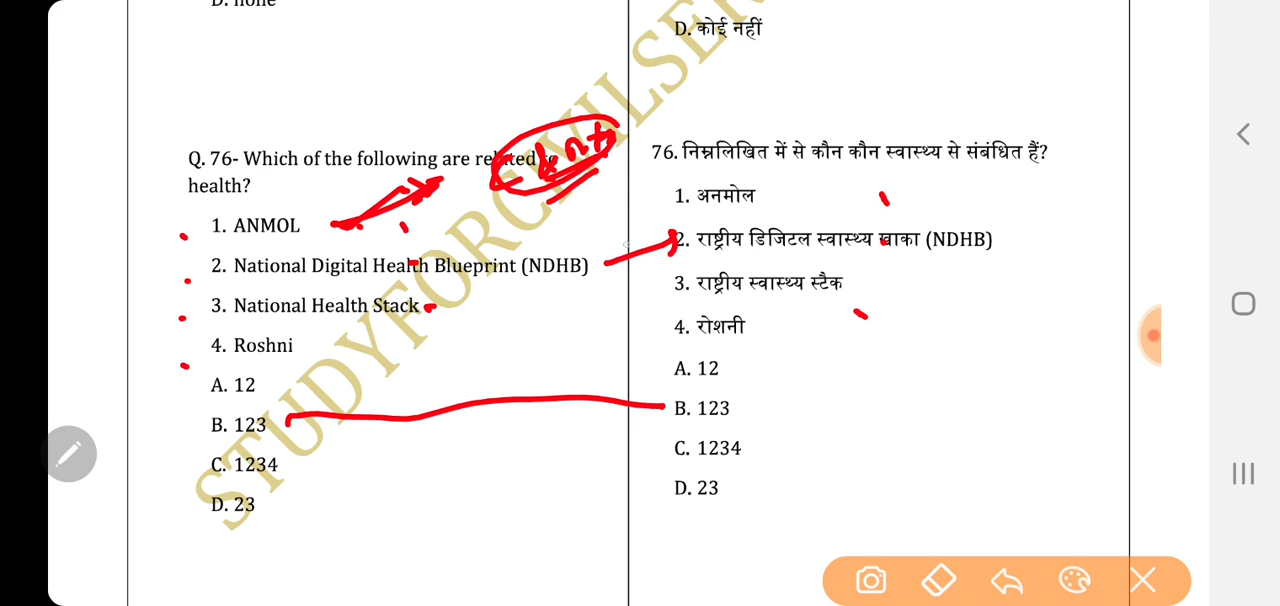 D. none
Q. 76- Which of the following are related to
health?
1. ANMOL
2. National Digital Health Blueprint (NDHB)
3. National Health Stack
4. Roshni
A. 12
B. 123
C. 1234
D. 23
D. कोई नहीं
76. निम्नलिखित में से कौन कौन स्वास्थ्य से संबंधित हैं?
1. अनमोल
2. राष्ट्रीय डिजिटल स्वास्थ्य खाका (NDHB)
3. राष्ट्रीय स्वास्थ्य स्टैक
4. रोशनी
A. 12
B. 123
C. 1234
D. 23
STUDYFORCIVILSER